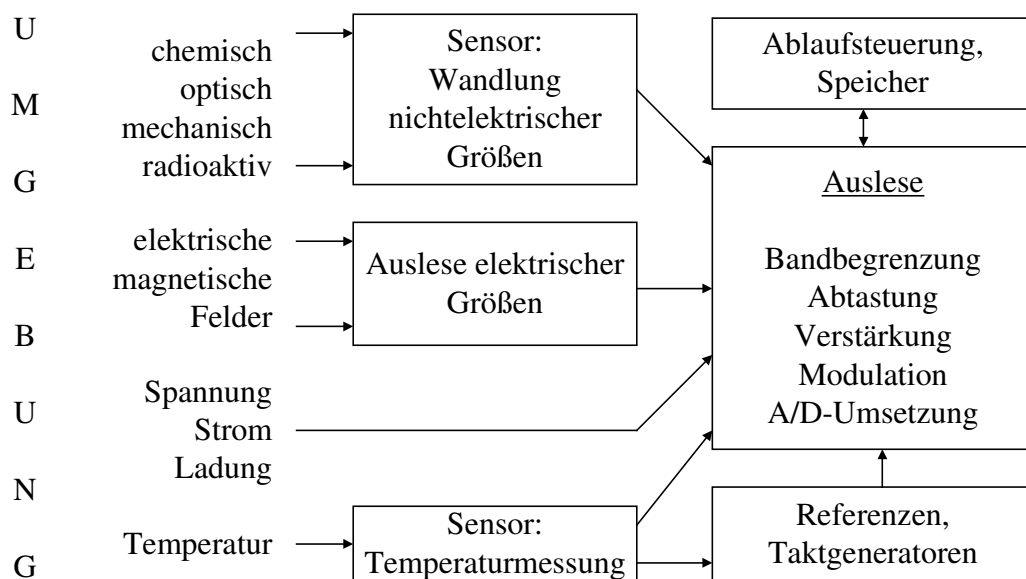 U
M
G
E
B
U
N
G
chemisch
optisch
mechanisch
radioaktiv
elektrische
magnetische
Felder
Spannung
Strom
Ladung
Temperatur
Sensor:
Wandlung
nichtelektrischer
Größen
Auslese elektrischer
Größen
Sensor:
Temperaturmessung
Ablaufsteuerung,
Speicher
Auslese
Bandbegrenzung
Abtastung
Verstärkung
Modulation
A/D-Umsetzung
Referenzen,
Taktgeneratoren